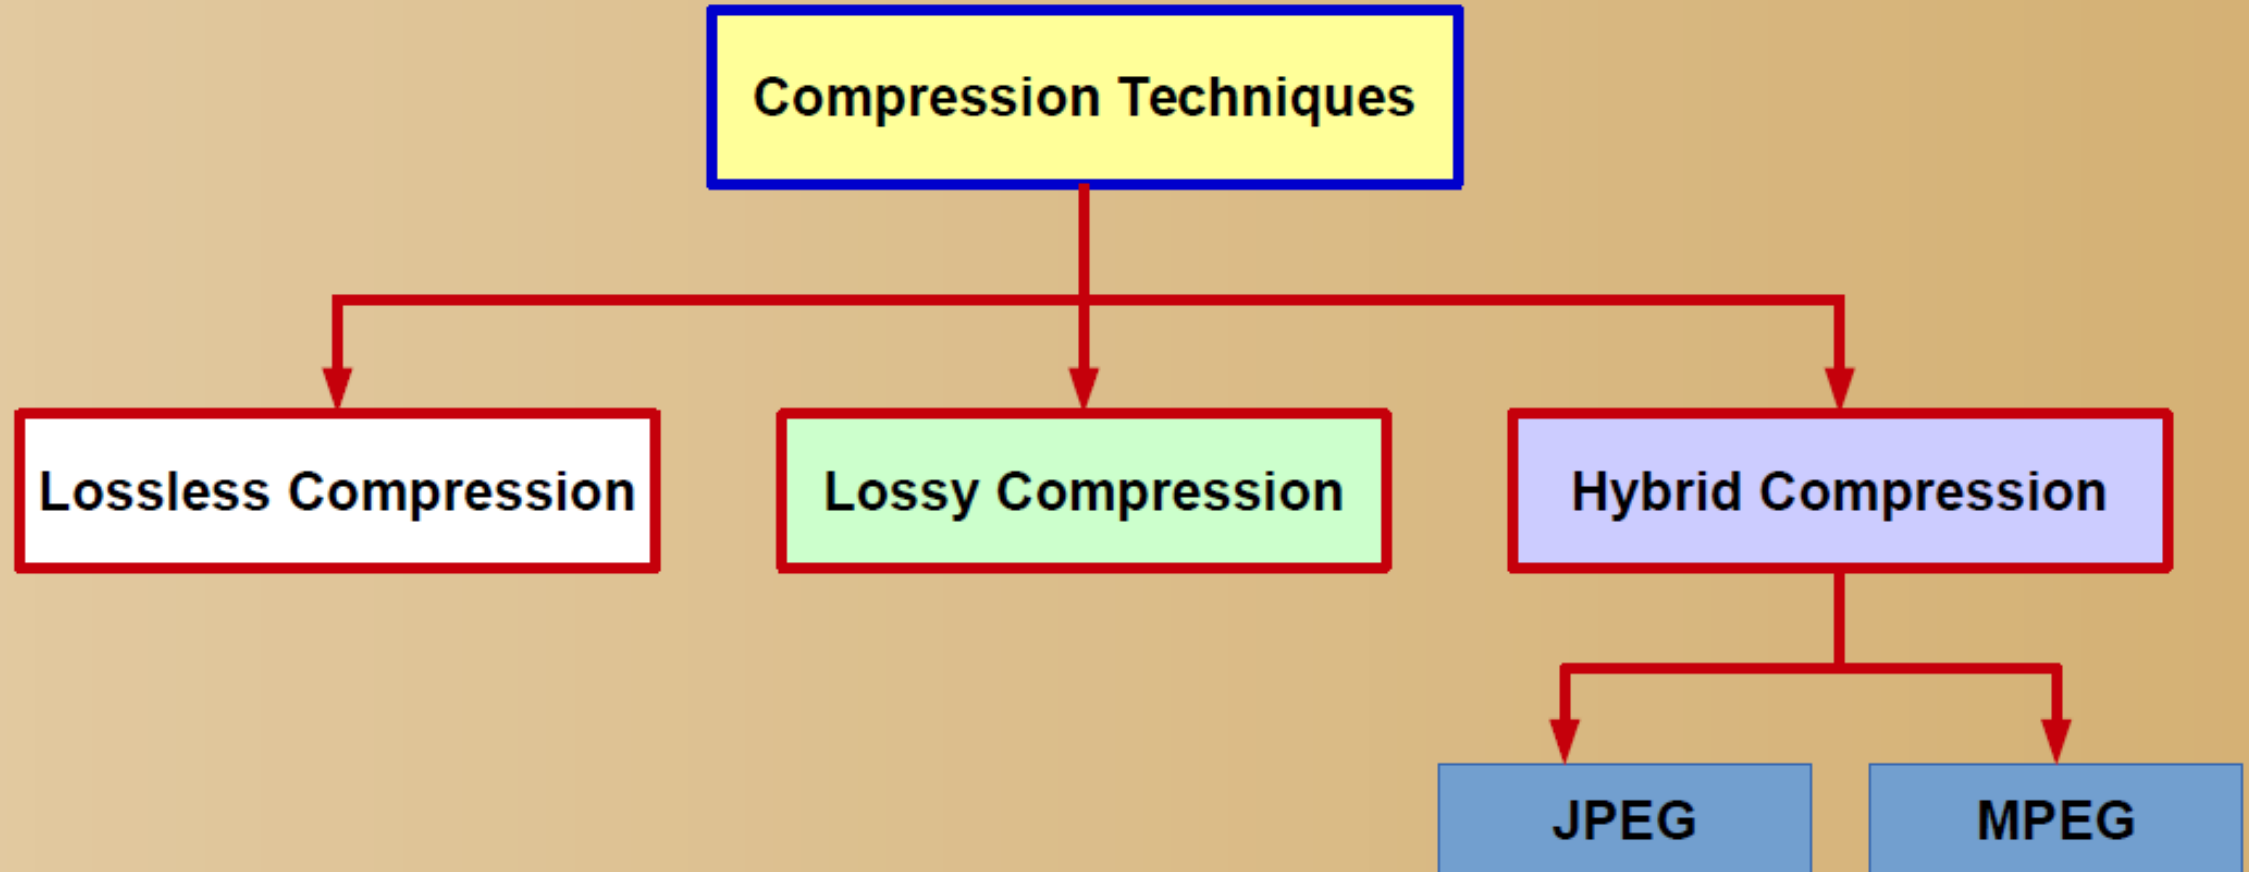 Compression Techniques
Lossless Compression
Lossy Compression
Hybrid Compression
JPEG
MPEG